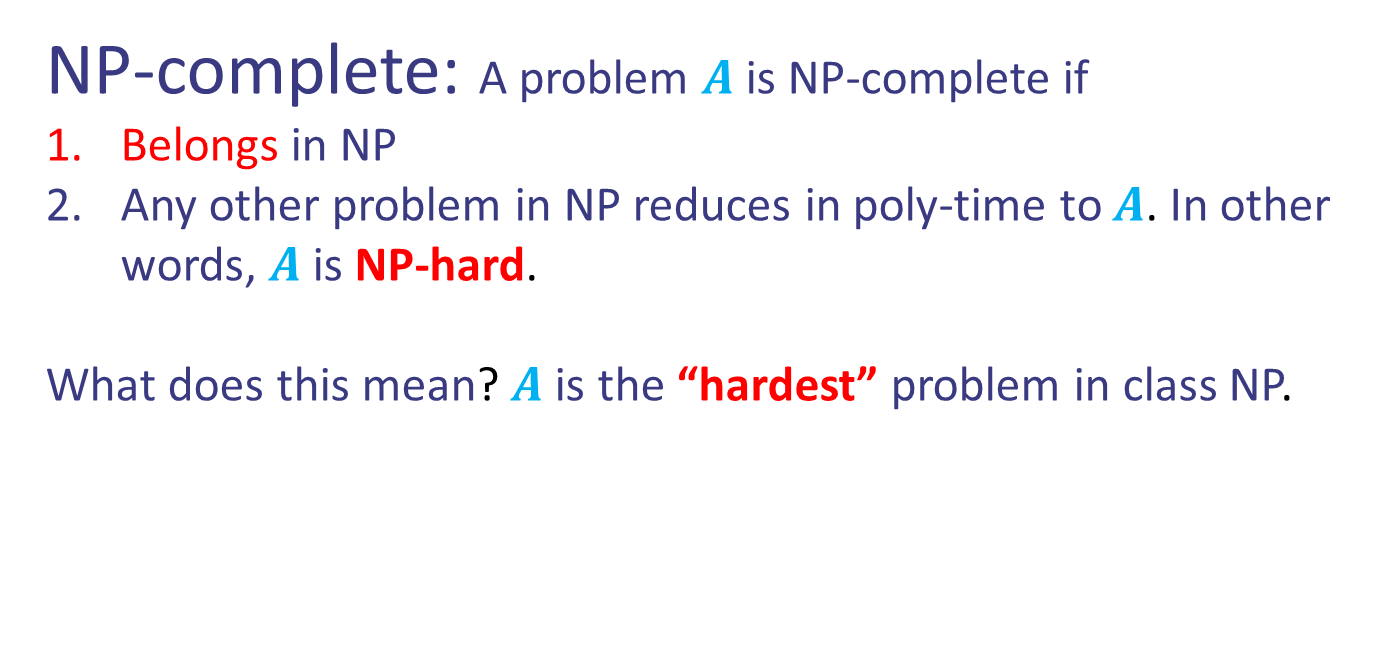 NP-complete: A problem A is NP-complete if
1. Belongs in NP
2. Any other problem in NP reduces in poly-time to A. In other
words, A is NP-hard.
What does this mean? A is the “hardest” problem in class NP.